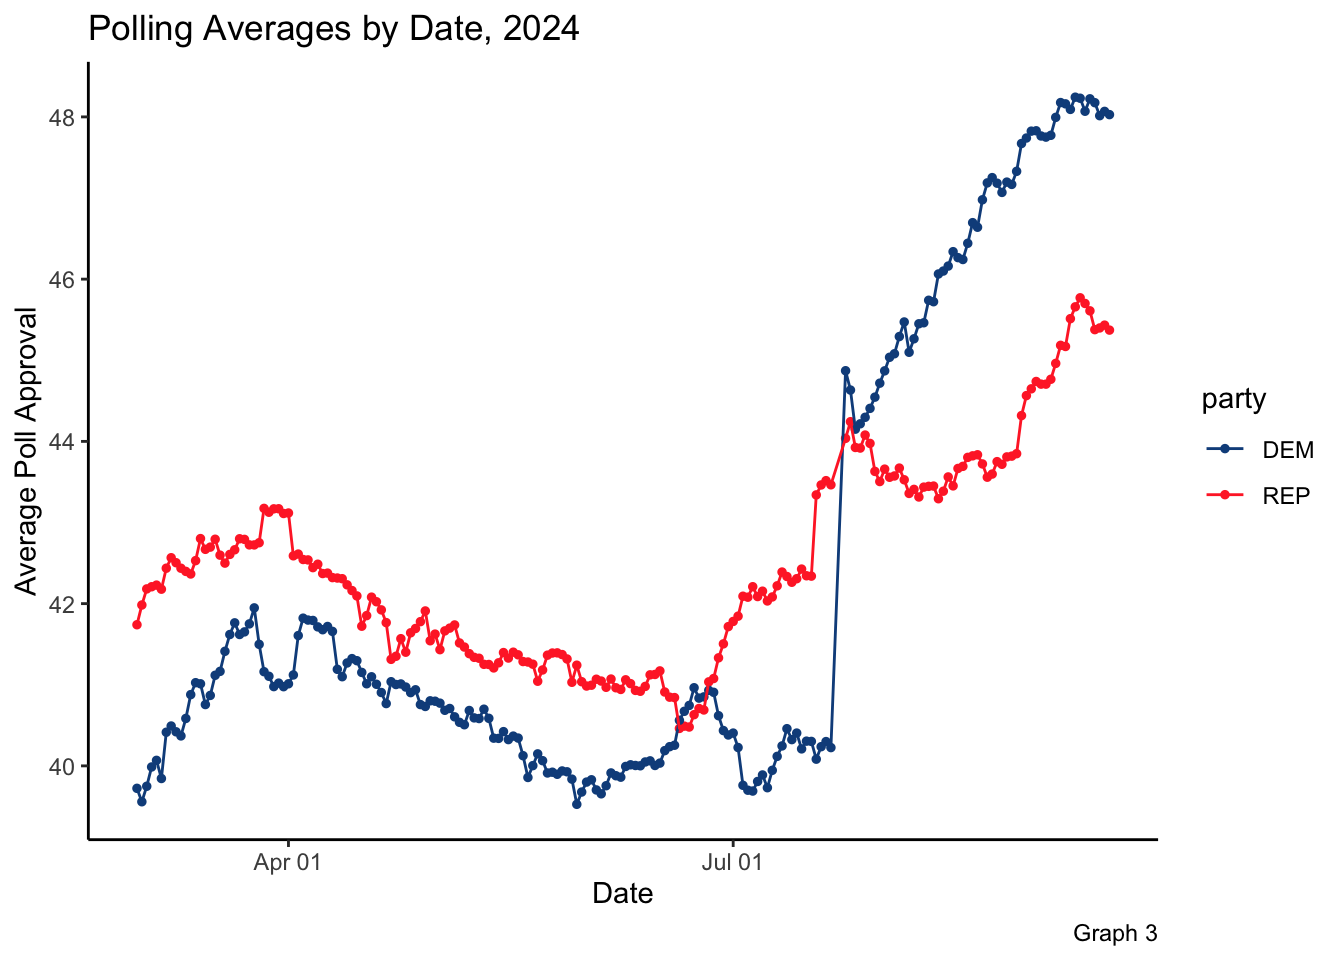 Polling Averages by Date, 2024
Average Poll Approval
48
46
44
42
40
Apr 01
Jul 01
Date
party
DEM
REP
Graph 3